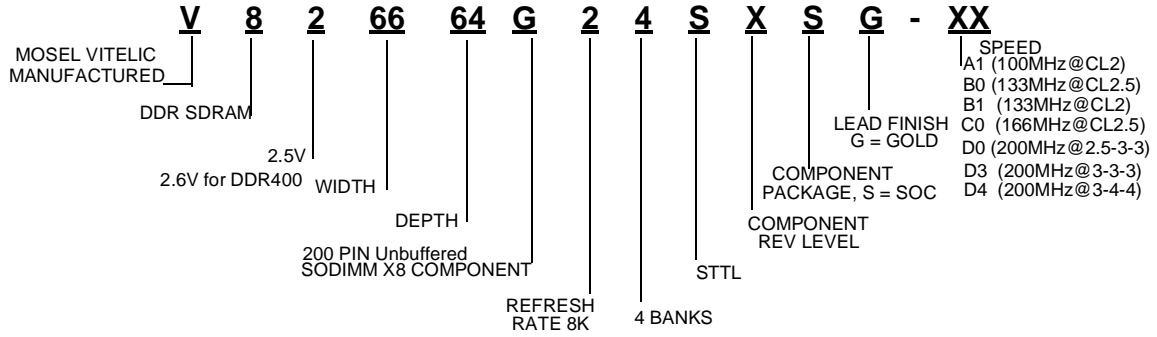 V 8 2 66 64 G 2 4 S X S G - XX
MOSEL VITELIC
MANUFACTURED
DDR SDRAM
2.5V
2.6V for DDR400
WIDTH
DEPTH
200 PIN Unbuffered
SODIMM X8 COMPONENT
REFRESH
RATE 8K
4 BANKS
STTL
COMPONENT
REV LEVEL
COMPONENT
PACKAGE, S = SOC
LEAD FINISH
G = GOLD
SPEED
A1 (100MHz@CL2)
B0 (133MHz@CL2.5)
B1 (133MHz@CL2)
C0 (166MHz@CL2.5)
D0 (200MHz@2.5-3-3)
D3 (200MHz@3-3-3)
D4 (200MHz@3-4-4)